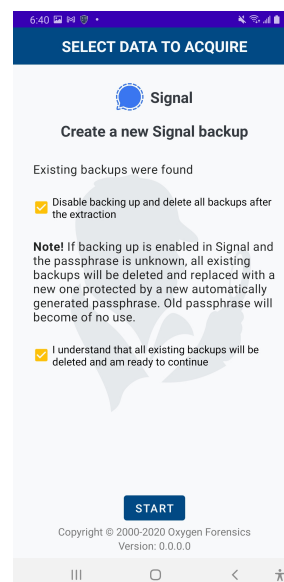 6:40
SELECT DATA TO ACQUIRE
Signal
Create a new Signal backup
Existing backups were found
Disable backing up and delete all backups after
the extraction
Note! If backing up is enabled in Signal and
the passphrase is unknown, all existing
backups will be deleted and replaced with a
new one protected by a new automatically
generated passphrase. Old passphrase will
become of no use.
I understand that all existing backups will be
deleted and am ready to continue
START
Copyright © 2000-2020 Oxygen Forensics
Version: 0.0.0.0